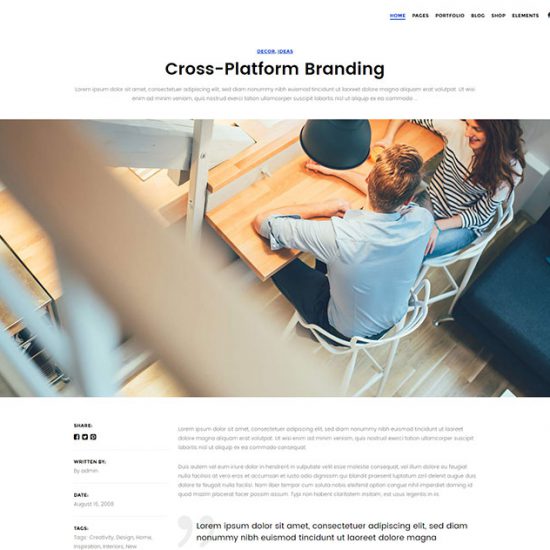 HOME PAGES PORTFOLIO BLOG SHOP ELEMENTS
DECOR, IDEAS
Cross-Platform Branding
Lorem ipsum dolor sit amet, consectetuer adipiscing elit, sed diam nonummy nibh euismod tincidunt ut laoreet dolore magna aliquam erat volutpat. Ut wisi
enim ad minim veniam, quis nostrud exerci tation ullamcorper suscipit lobortis nisl ut aliquip ex ea commodo ...
SHARE:
WRITTEN BY:
By admin
DATE:
August 16, 2008
TAGS:
Tags: Creativity, Design, Home,
Inspiration, Interiors, New
Lorem ipsum dolor sit amet, consectetuer adipiscing elit, sed diam nonummy nibh euismod tincidunt ut laoreet dolore magna
aliquam erat volutpat. Ut wisi enim ad minim veniam, quis nostrud exerci tation ullamcorper suscipit lobortis nisl ut aliquip ex ea
commodo consequat.
Duis autem vel eum iriure dolor in hendrerit in vulputate velit esse molestie consequat, vel illum dolore eu feugiat
nulla facilisis at vero eros et accumsan et iusto odio dignissim qui blandit praesent luptatum zzril delenit augue duis dolore te feugait
nulla facilisi. Nam liber tempor cum soluta nobis eleifend option congue nihil imperdiet doming id quod mazim placerat facer
possim assum. Typi non habent claritatem insitam, est usus legentis in iis.
Lorem ipsum dolor sit amet, consectetuer adipiscing elit, sed diam
nonummy nibh euismod tincidunt ut laoreet dolore magna